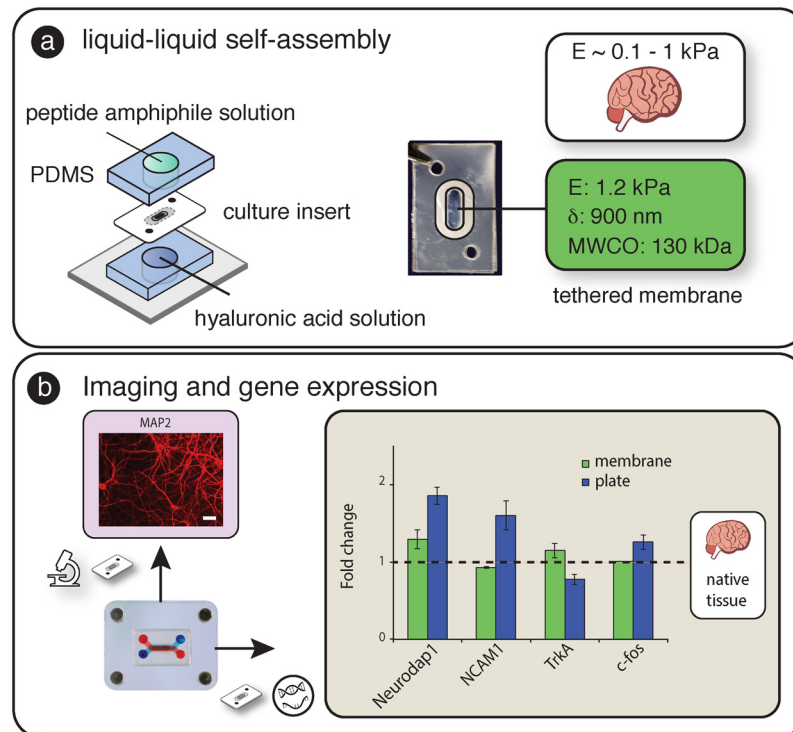 a liquid-liquid self-assembly
peptide amphiphile solution
PDMS
culture insert
hyaluronic acid solution
E ~ 0.1 - 1 kPa
E: 1.2 kPa
δ: 900 nm
MWCO: 130 kDa
tethered membrane
b Imaging and gene expression
MAP2
membrane
plate
Fold change
2
1
0
Neurodap1
NCAM1
TrkA
c-fos
native
tissue